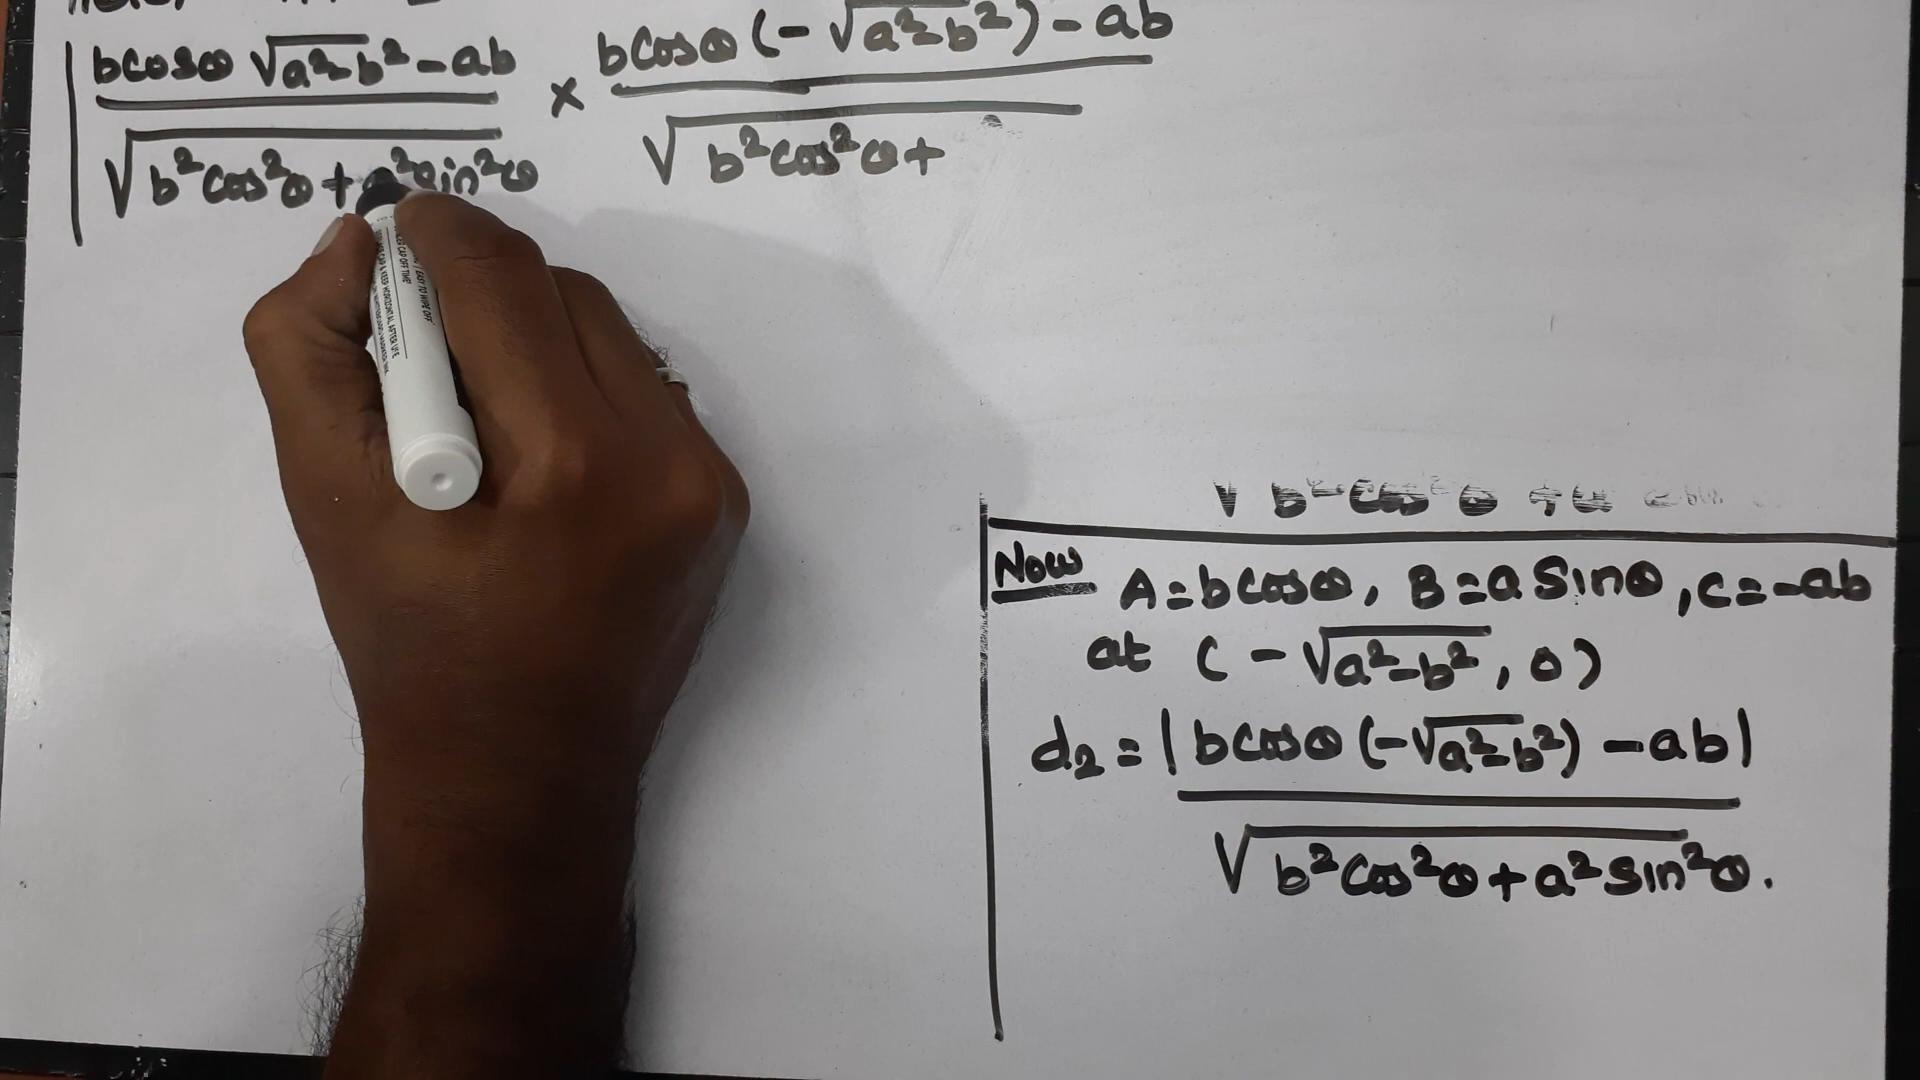 bcosθ √a²-b² -ab × bcosθ (-√a²-b²) - ab
√b²cos²θ + a²sin²θ √b²cos²θ +
√b²cos²θ + a
Now A=bcosθ, B=a sinθ, C=-ab
at (-√a²-b², 0)
d₂ = |bcosθ (-√a²-b²) - ab|
√b²cos²θ + a²sin²θ.